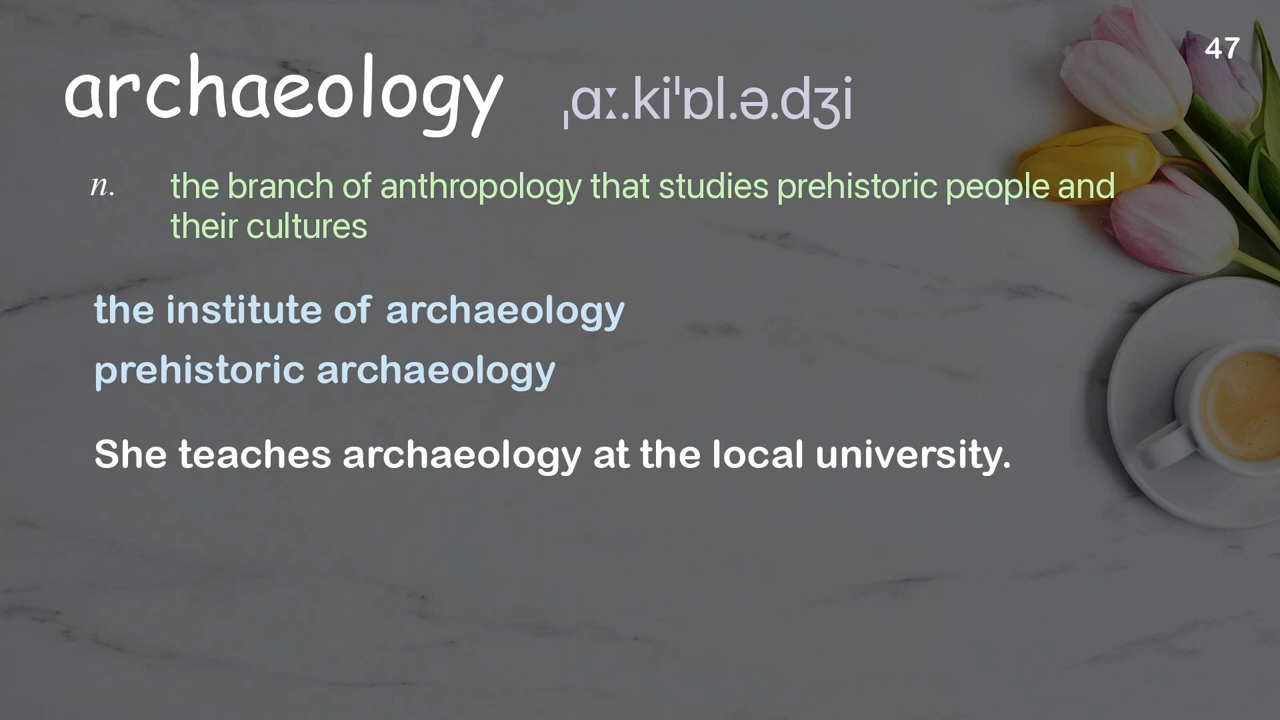 47
archaeology ˌɑː.kiˈɒl.ə.dʒi
n. the branch of anthropology that studies prehistoric people and
their cultures
the institute of archaeology
prehistoric archaeology
She teaches archaeology at the local university.